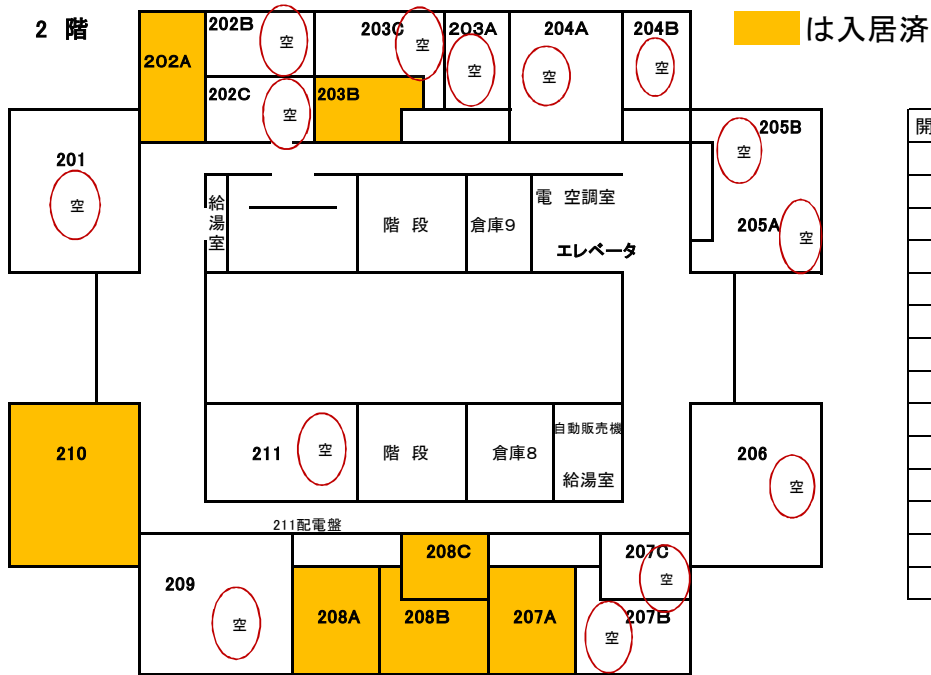 2 階
は入居済
202B
空
203C
空
203A
空
204A
空
204B
空
202A
202C
空
203B
205B
空
201
空
給湯室
階 段
倉庫9
電 空調室
エレベータ
205A
空
開
210
211
空
階 段
倉庫8
自動販売機
給湯室
206
空
211配電盤
209
空
208C
208A
208B
207A
207C
空
207B
空